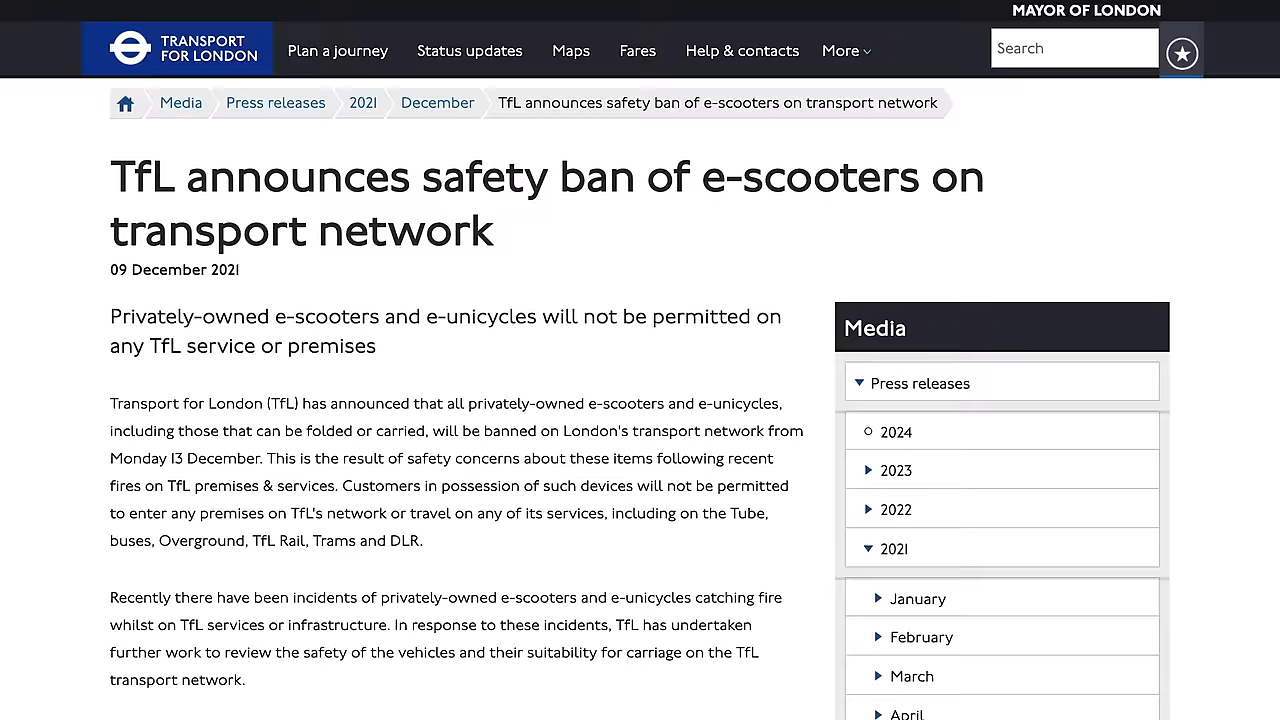 MAYOR OF LONDON
TRANSPORT
FOR LONDON
Plan a journey
Status updates
Maps
Fares
Help & contacts
More
Search
Media
Press releases
2021
December
TfL announces safety ban of e-scooters on transport network
TfL announces safety ban of e-scooters on
transport network
09 December 2021
Privately-owned e-scooters and e-unicycles will not be permitted on
any TfL service or premises
Transport for London (TfL) has announced that all privately-owned e-scooters and e-unicycles,
including those that can be folded or carried, will be banned on London's transport network from
Monday 13 December. This is the result of safety concerns about these items following recent
fires on TfL premises & services. Customers in possession of such devices will not be permitted
to enter any premises on TfL's network or travel on any of its services, including on the Tube,
buses, Overground, TfL Rail, Trams and DLR.
Recently there have been incidents of privately-owned e-scooters and e-unicycles catching fire
whilst on TfL services or infrastructure. In response to these incidents, TfL has undertaken
further work to review the safety of the vehicles and their suitability for carriage on the TfL
transport network.
Media
Press releases
2024
2023
2022
2021
January
February
March
April